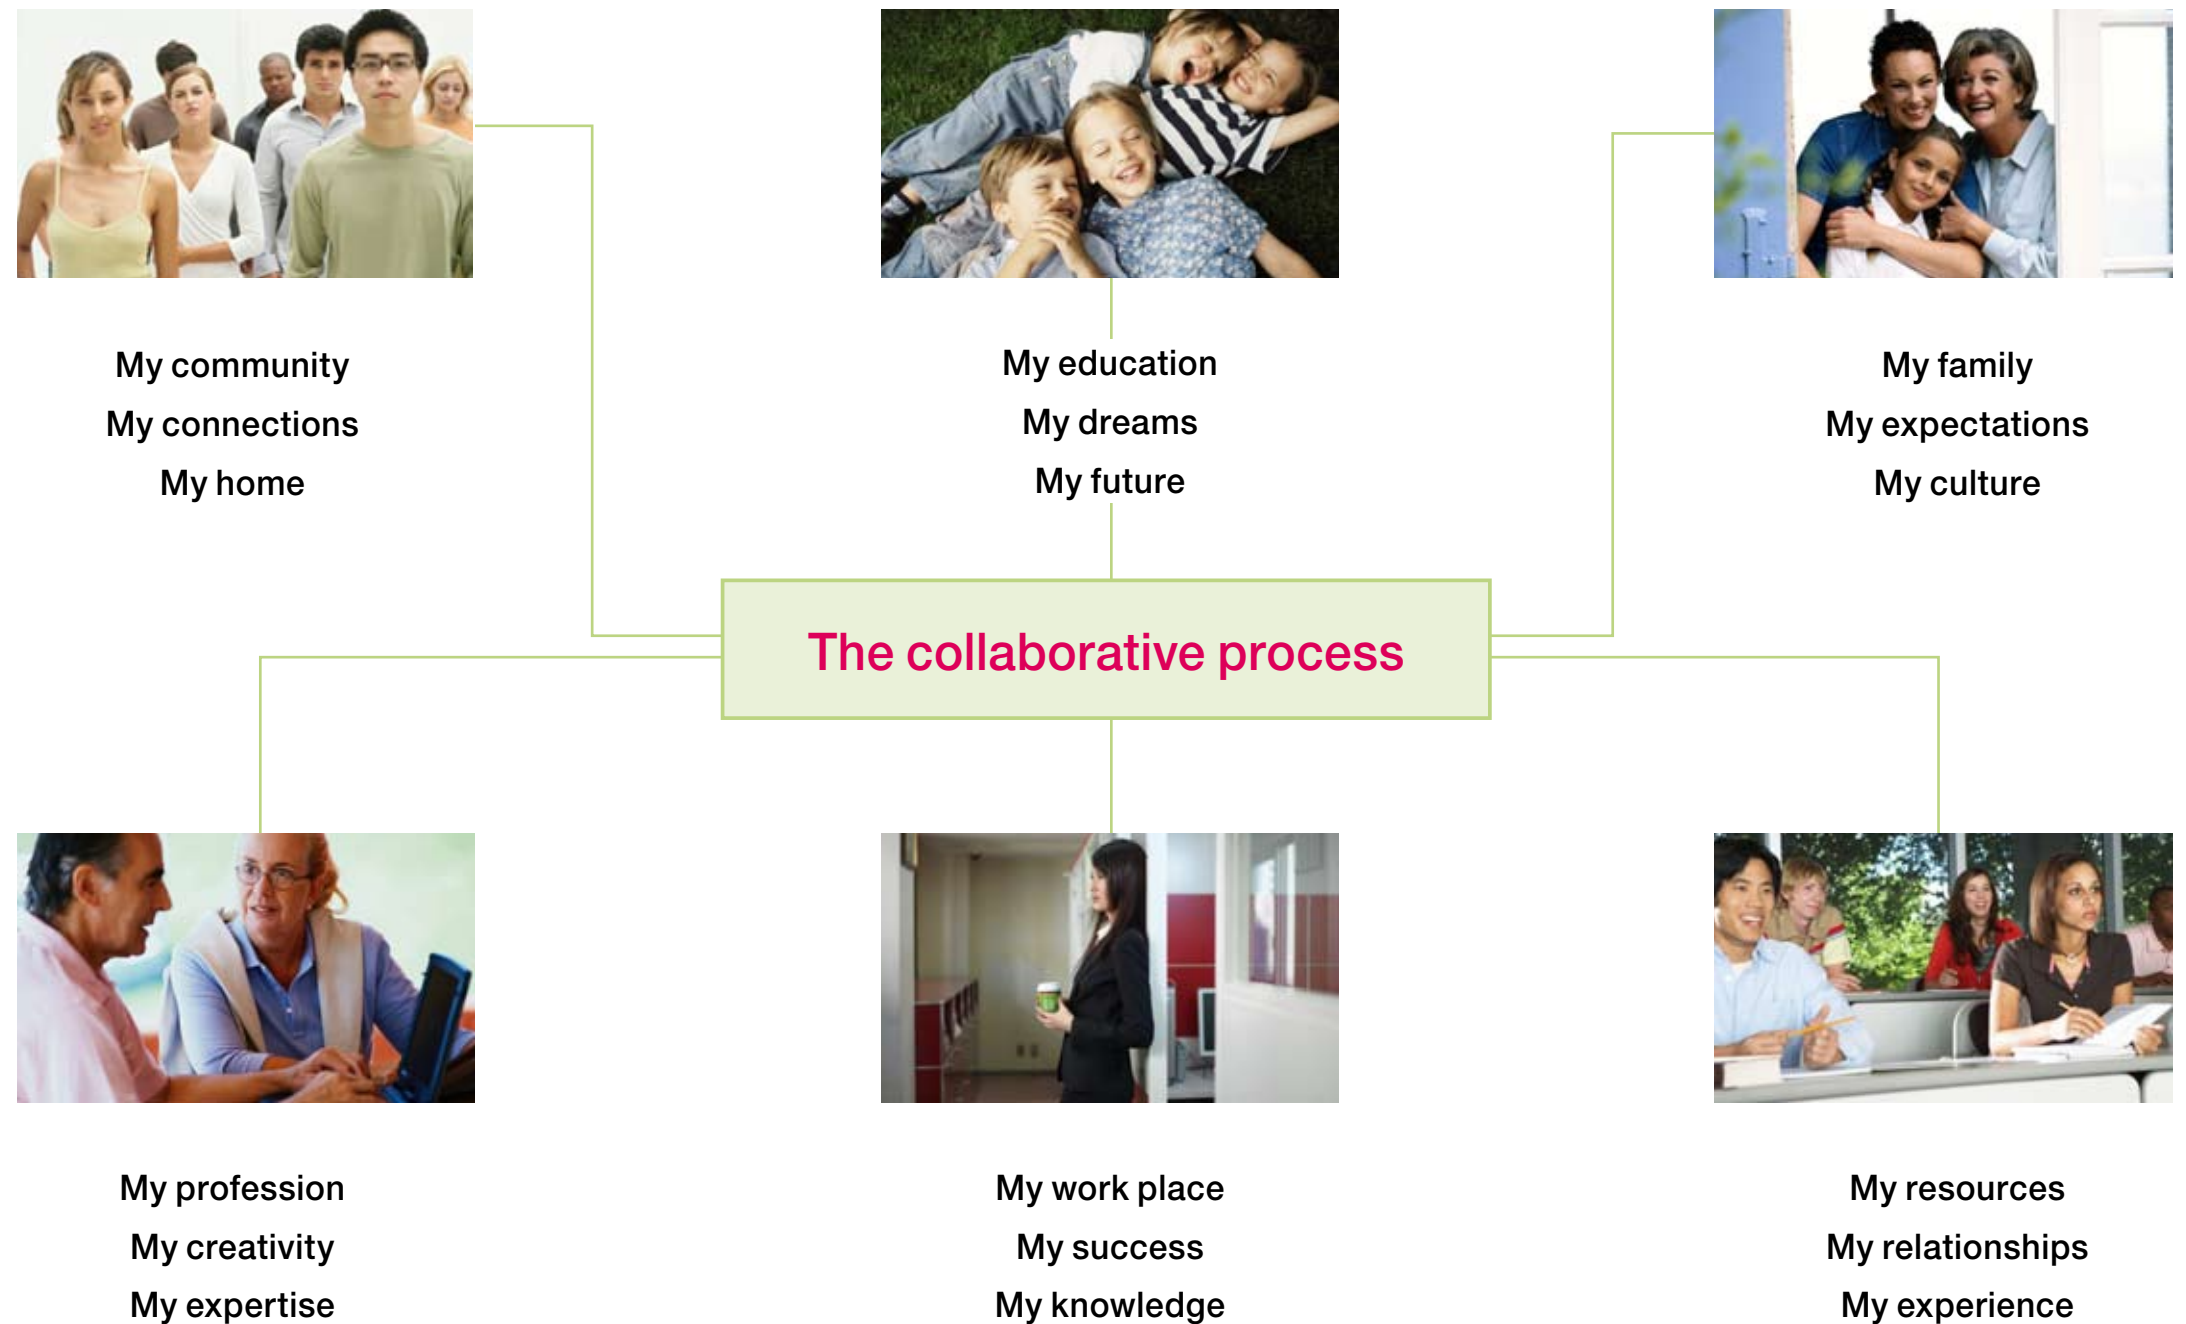 My community
My connections
My home
My education
My dreams
My future
My family
My expectations
My culture
The collaborative process
My profession
My creativity
My expertise
My work place
My success
My knowledge
My resources
My relationships
My experience